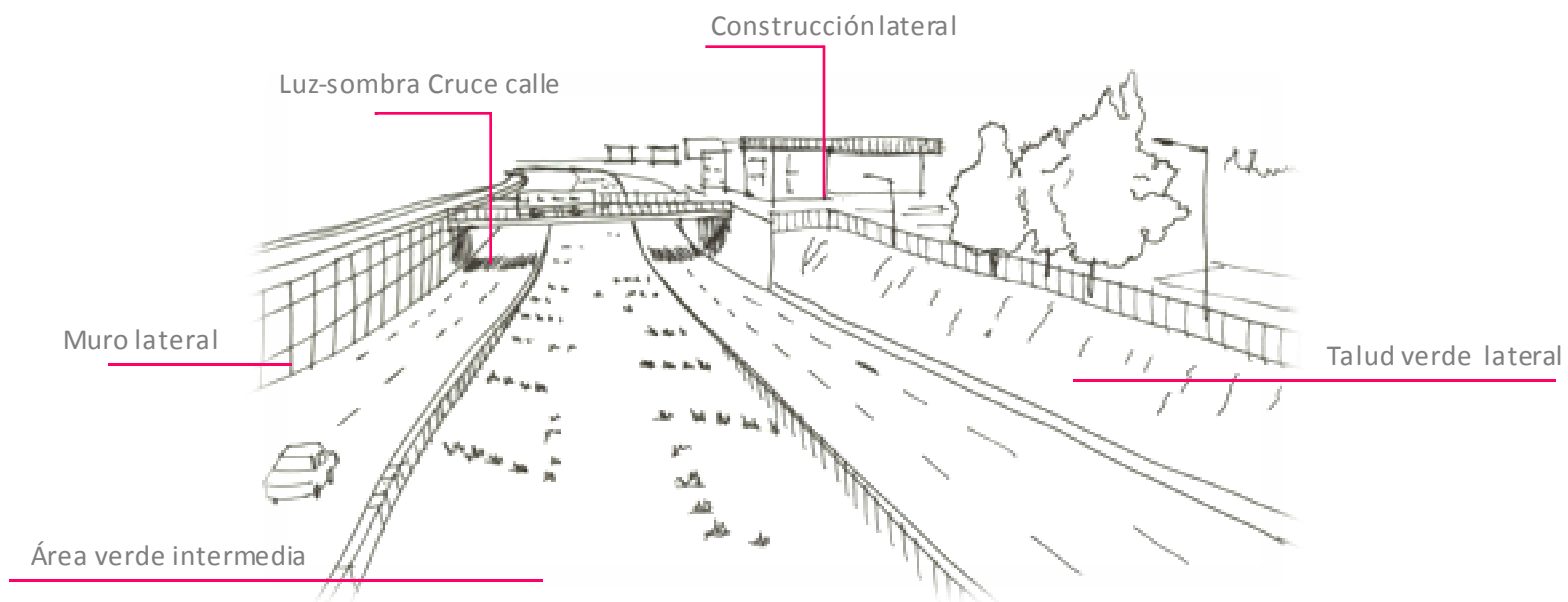 Construcción lateral
Luz-sombra Cruce calle
Muro lateral
Talud verde lateral
Área verde intermedia